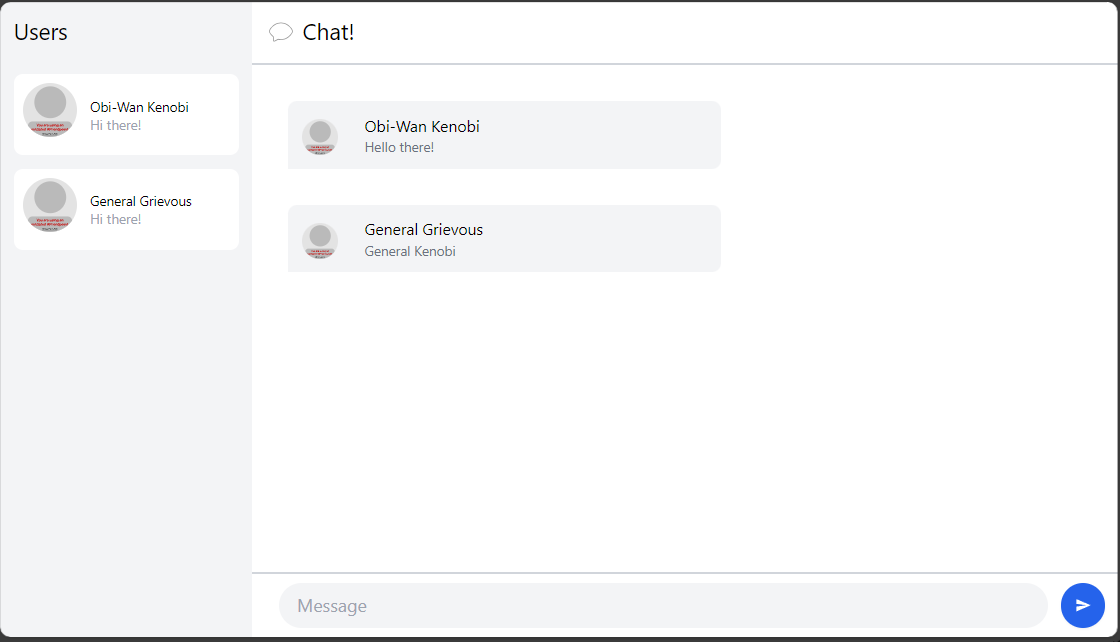 Users
Obi-Wan Kenobi
Hi there!
General Grievous
Hi there!
Chat!
Obi-Wan Kenobi
Hello there!
General Grievous
General Kenobi
Message